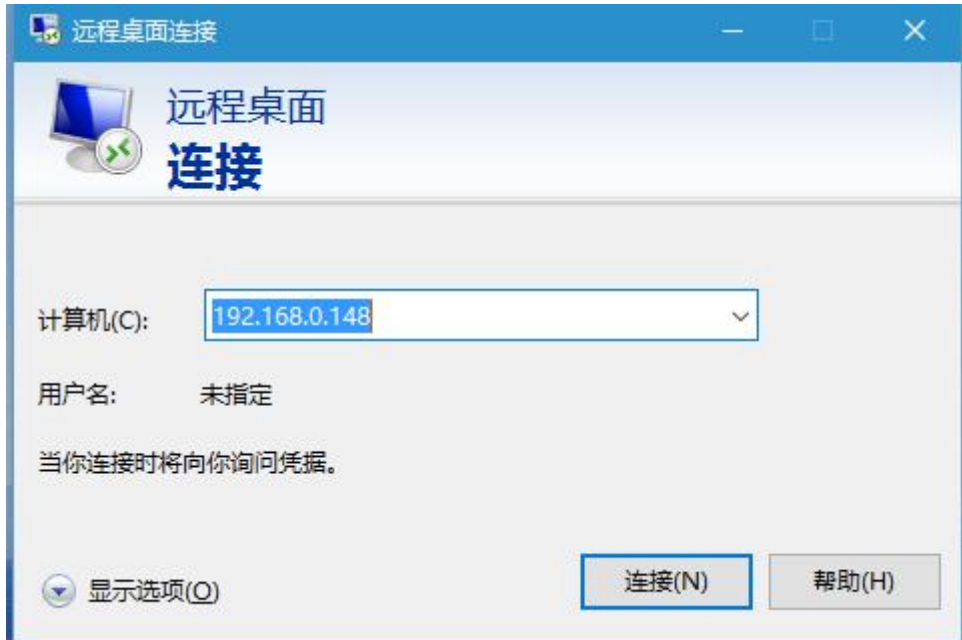 远程桌面连接
远程桌面
连接
计算机(C): 192.168.0.148
用户名: 未指定
当你连接时将向你询问凭据。
显示选项(O) 连接(N) 帮助(H)